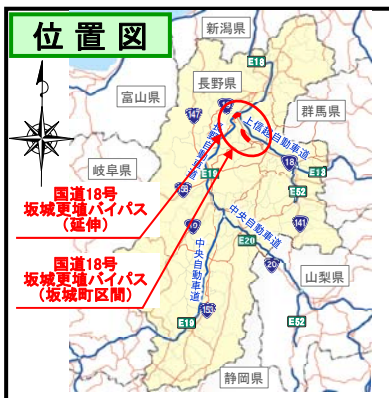 位置図
新潟県
E18
長野県
富山県
147
群馬県
上信越自動車道
長野自動車道
18
E18
岐阜県
E19
158
E52
国道18号
坂城更埴バイパス
(延伸)
中央自動車道
141
19
E20
中央自動車道
20
国道18号
坂城更埴バイパス
(坂城町区間)
山梨県
E19
153
E52
静岡県